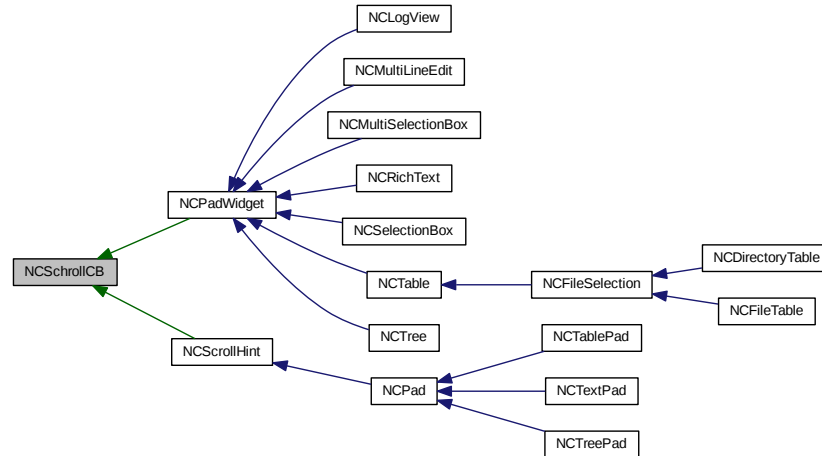 NCLogView
NCMultiLineEdit
NCMultiSelectionBox
NCRichText
NCPadWidget
NCSelectionBox
NCDirectoryTable
NCSchrollCB
NCTable
NCFileSelection
NCFileTable
NCTree
NCTablePad
NCScrollHint
NCPad
NCTextPad
NCTreePad